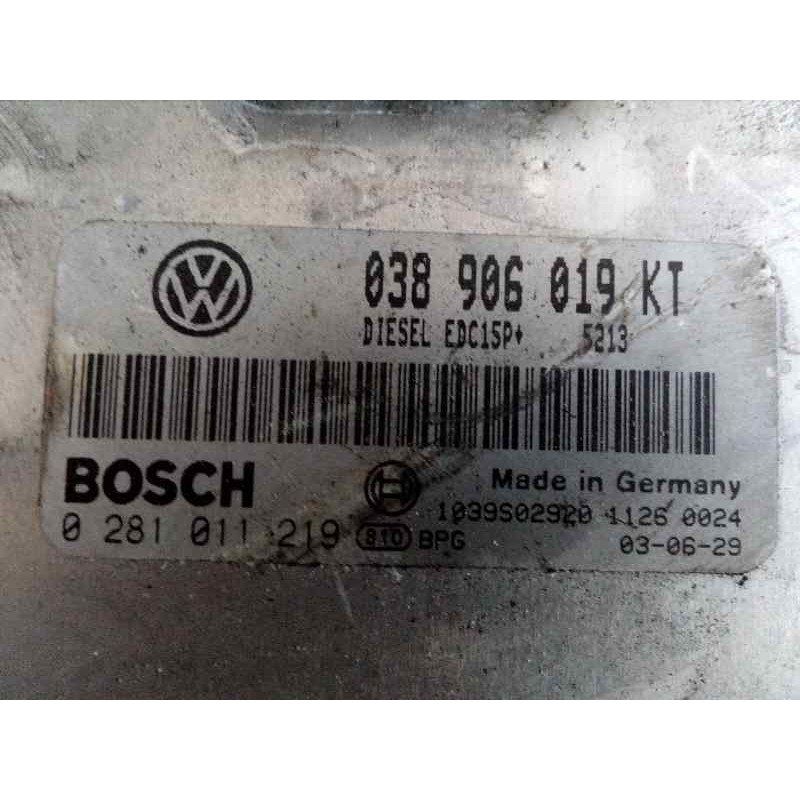 038 906 019 KT
DIESEL EDC15P+ 5213
BOSCH
Made in Germany
0 281 011 219
1039S02920 1126 0024
810 BPG
03-06-29